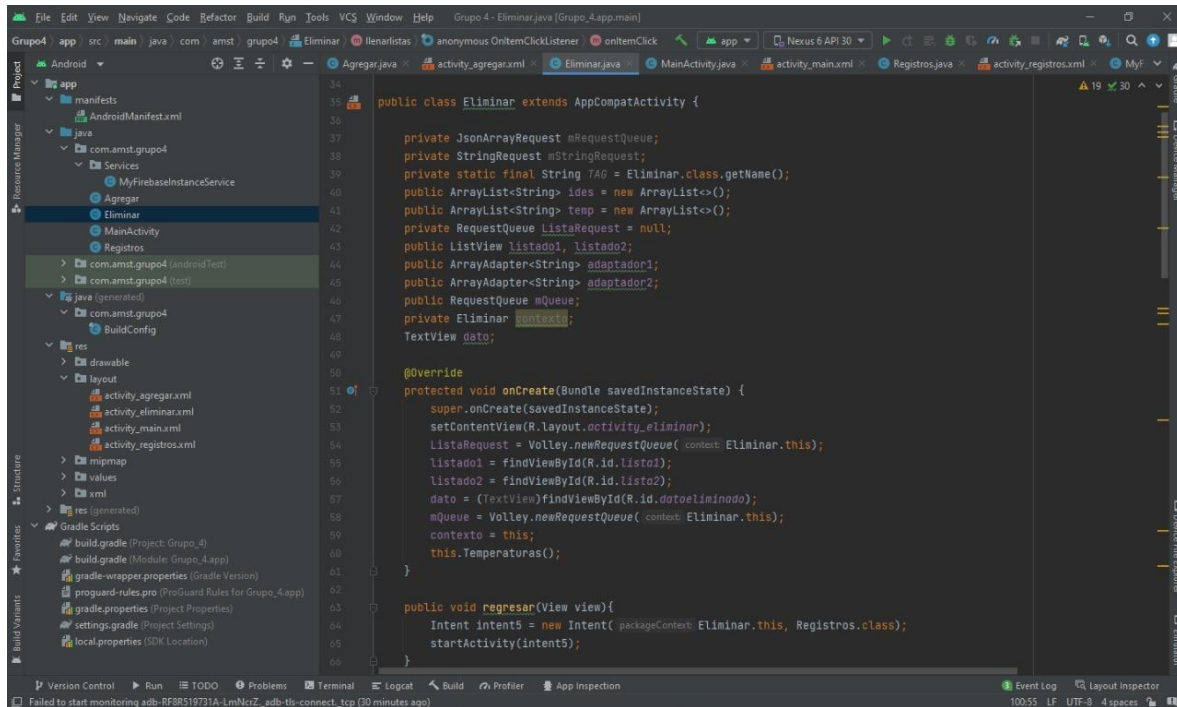 File Edit View Navigate Code Refactor Build Run Tools VCS Window Help Grupo 4 - Eliminar.java [Grupo_4.app.main]
Grupo4 app src main java com amst grupo4 Eliminar llenarlistas anonymous OnItemClickListener onItemClick app Nexus 6 API 30
Android
Agregar.java activity_agregar.xml Eliminar.java MainActivity.java activity_main.xml Registros.java activity_registros.xml MyF
Project
Resource Manager
Structure
Favorites
Build Variants
app
manifests
AndroidManifest.xml
java
com.amst.grupo4
Services
MyFirebaseInstanceService
Agregar
Eliminar
MainActivity
Registros
com.amst.grupo4 (androidTest)
com.amst.grupo4 (test)
java (generated)
com.amst.grupo4
BuildConfig
res
drawable
layout
activity_agregar.xml
activity_eliminar.xml
activity_main.xml
activity_registros.xml
mipmap
values
xml
res (generated)
Gradle Scripts
build.gradle (Project: Grupo_4)
build.gradle (Module: Grupo_4.app)
gradle-wrapper.properties (Gradle Version)
proguard-rules.pro (ProGuard Rules for Grupo_4.app)
gradle.properties (Project Properties)
settings.gradle (Project Settings)
local.properties (SDK Location)
19 30
34
35 public class Eliminar extends AppCompatActivity {
36
37 private JsonArrayRequest mRequestQueue;
38 private StringRequest mStringRequest;
39 private static final String TAG = Eliminar.class.getName();
40 public ArrayList<String> ides = new ArrayList<>();
41 public ArrayList<String> temp = new ArrayList<>();
42 private RequestQueue ListaRequest = null;
43 public ListView listado1, listado2;
44 public ArrayAdapter<String> adaptador1;
45 public ArrayAdapter<String> adaptador2;
46 public RequestQueue mQueue;
47 private Eliminar contexto;
48 TextView dato;
49
50 @Override
51 protected void onCreate(Bundle savedInstanceState) {
52 super.onCreate(savedInstanceState);
53 setContentView(R.layout.activity_eliminar);
54 ListaRequest = Volley.newRequestQueue( context: Eliminar.this);
55 listado1 = findViewById(R.id.lista1);
56 listado2 = findViewById(R.id.lista2);
57 dato = (TextView)findViewById(R.id.datoeliminado);
58 mQueue = Volley.newRequestQueue( context: Eliminar.this);
59 contexto = this;
60 this.Temperaturas();
61 }
62
63 public void regresar(View view){
64 Intent intent5 = new Intent( packageContext: Eliminar.this, Registros.class);
65 startActivity(intent5);
66 }
Version Control Run TODO Problems Terminal Logcat Build Profiler App Inspection
1 Event Log Layout Inspector
Failed to start monitoring adb-RF8R519731A-LmNcrZ._adb-tls-connect._tcp (30 minutes ago)
100:55 LF UTF-8 4 spaces